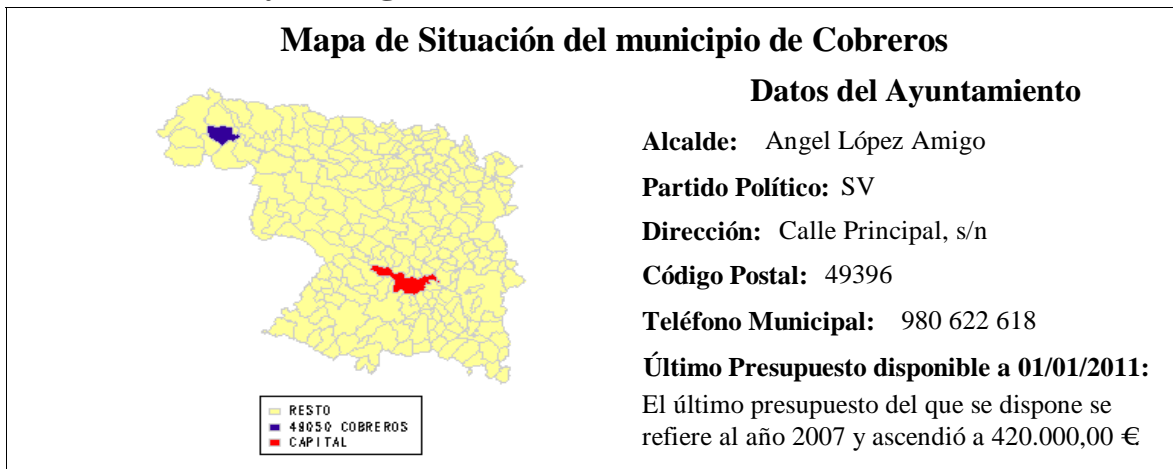 Mapa de Situación del municipio de Cobreros
Datos del Ayuntamiento
Alcalde: Angel López Amigo
Partido Político: SV
Dirección: Calle Principal, s/n
Código Postal: 49396
Teléfono Municipal: 980 622 618
Último Presupuesto disponible a 01/01/2011:
El último presupuesto del que se dispone se
refiere al año 2007 y ascendió a 420.000,00 €
RESTO
49050 COBREROS
CAPITAL